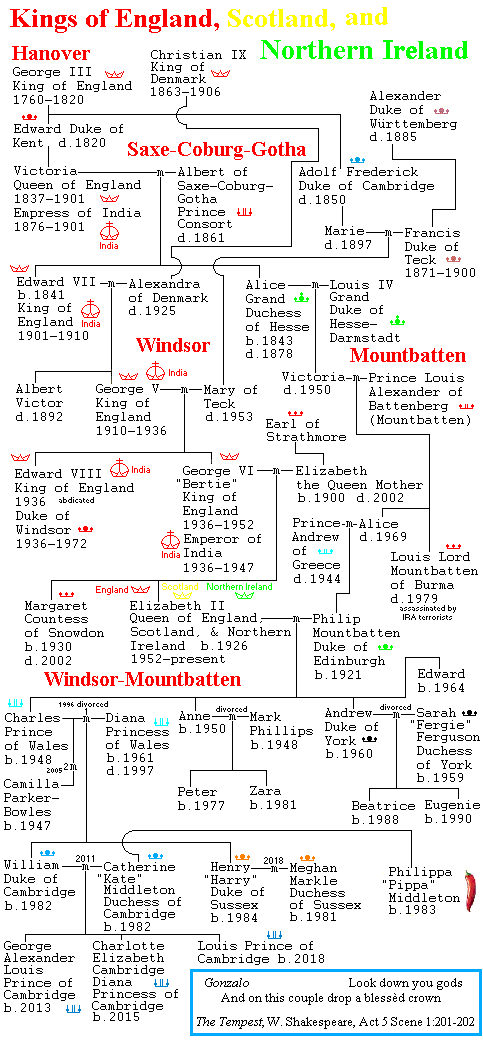 Kings of England, Scotland, and
Northern Ireland
Hanover
George III
King of England
1760-1820
Christian IX
King of
Denmark
1863-1906
Alexander
Duke of
Württemberg
d.1885
Edward Duke of
Kent d.1820
Saxe-Coburg-Gotha
Victoria
Queen of England
1837-1901
Empress of India
1876-1901
India
m
Albert of
Saxe-Coburg-
Gotha
Prince
Consort
d.1861
Adolf Frederick
Duke of Cambridge
d.1850
Marie
d.1897
m
Francis
Duke of
Teck
1871-1900
Edward VII
b.1841
King of
England
1901-1910
India
m
Alexandra
of Denmark
d.1925
Alice
Grand
Duchess
of Hesse
b.1843
d.1878
m
Louis IV
Grand
Duke of
Hesse-
Darmstadt
Windsor
Mountbatten
Albert
Victor
d.1892
India
George V
King of
England
1910-1936
m
Mary of
Teck
d.1953
Victoria
d.1950
m
Prince Louis
Alexander of
Battenberg
(Mountbatten)
Earl of
Strathmore
Edward VIII
King of England
1936 abdicated
Duke of
Windsor
1936-1972
India
George VI
"Bertie"
King of
England
1936-1952
Emperor of
India
1936-1947
India
m
Elizabeth
the Queen Mother
b.1900 d.2002
Prince
Andrew
of
Greece
d.1944
m
Alice
d.1969
Louis Lord
Mountbatten
of Burma
d.1979
assassinated by
IRA terrorists
Margaret
Countess
of Snowdon
b.1930
d.2002
England Scotland Northern Ireland
Elizabeth II
Queen of England,
Scotland, & Northern
Ireland b.1926
1952-present
m
Philip
Mountbatten
Duke of
Edinburgh
b.1921
Windsor-Mountbatten
Edward
b.1964
1996 divorced
Charles
Prince
of Wales
b.1948
m
Diana
Princess
of Wales
b.1961
d.1997
2005 m
Camilla
Parker-
Bowles
b.1947
Anne
b.1950
divorced
m
Mark
Phillips
b.1948
Andrew
Duke of
York
b.1960
divorced
m
Sarah
"Fergie"
Ferguson
Duchess
of York
b.1959
Peter
b.1977
Zara
b.1981
Beatrice
b.1988
Eugenie
b.1990
William
Duke of
Cambridge
b.1982
2011
m
Catherine
"Kate"
Middleton
Duchess of
Cambridge
b.1982
Henry
"Harry"
Duke of
Sussex
b.1984
2018
m
Meghan
Markle
Duchess
of Sussex
b.1981
Philippa
"Pippa"
Middleton
b.1983
George
Alexander
Louis
Prince of
Cambridge
b.2013
Charlotte
Elizabeth
Cambridge
Diana
Princess of
Cambridge
b.2015
Louis Prince of
Cambridge b.2018
Gonzalo Look down you gods
And on this couple drop a blessèd crown
The Tempest, W. Shakespeare, Act 5 Scene 1:201-202